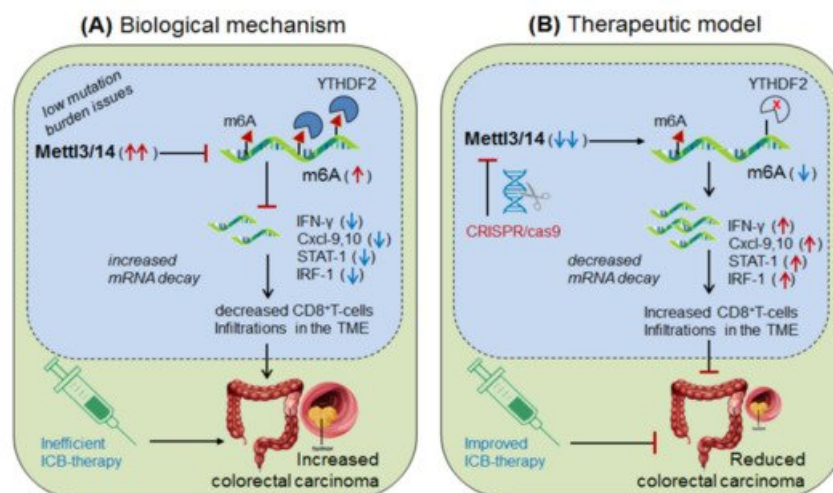 (A) Biological mechanism
low mutation
burden issues
YTHDF2
m6A
Mettl3/14 (↑↑)
m6A (↑)
IFN-γ (↓)
Cxcl-9,10 (↓)
STAT-1 (↓)
IRF-1 (↓)
increased
mRNA decay
decreased CD8⁺T-cells
Infiltrations in the TME
Inefficient
ICB-therapy
Increased
colorectal carcinoma
(B) Therapeutic model
YTHDF2
X
m6A
Mettl3/14 (↓↓)
m6A (↓)
CRISPR/cas9
IFN-γ (↑)
Cxcl-9,10 (↑)
STAT-1 (↑)
IRF-1 (↑)
decreased
mRNA decay
Increased CD8⁺T-cells
Infiltrations in the TME
Improved
ICB-therapy
Reduced
colorectal carcinoma